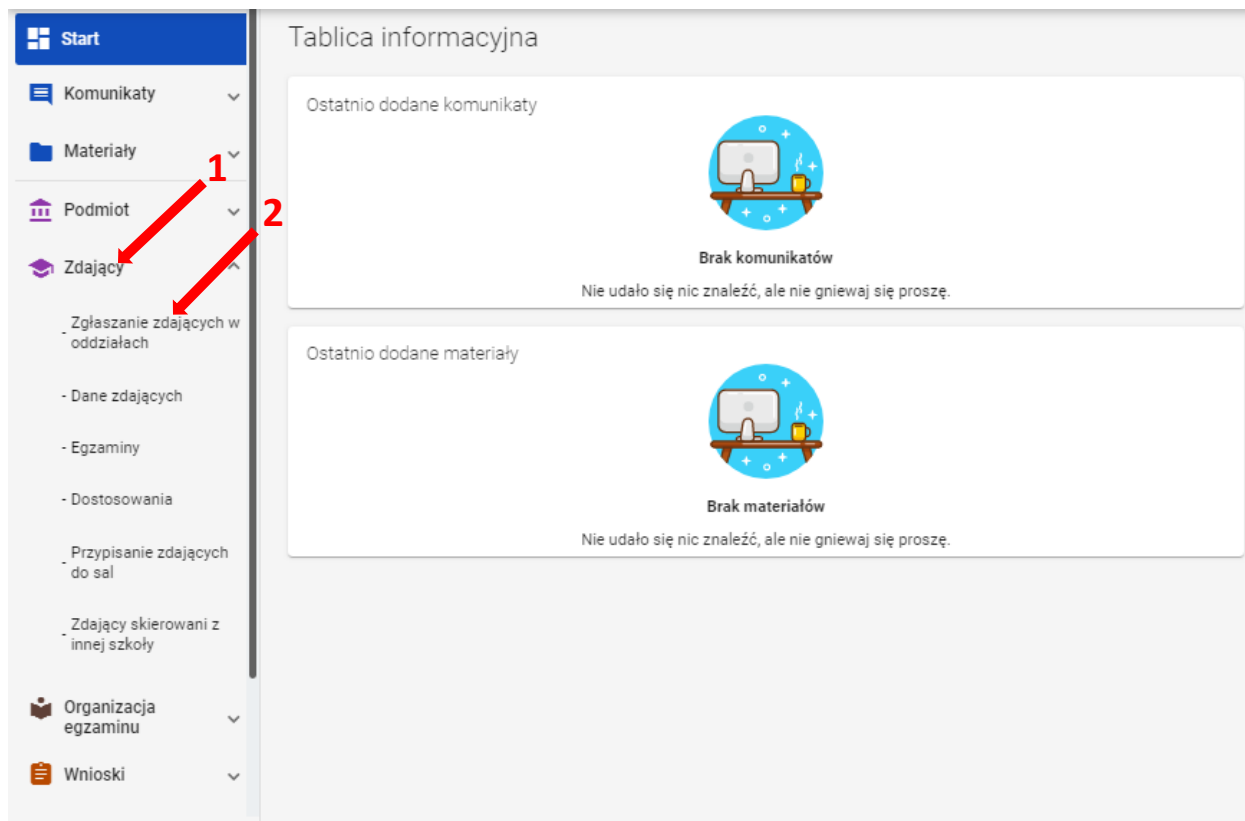 Start
Komunikaty
Materiały
1
Podmiot
2
Zdający
- Zgłaszanie zdających w
oddziałach
- Dane zdających
- Egzaminy
- Dostosowania
- Przypisanie zdających
do sal
- Zdający skierowani z
innej szkoły
Organizacja
egzaminu
Wnioski
Tablica informacyjna
Ostatnio dodane komunikaty
Brak komunikatów
Nie udało się nic znaleźć, ale nie gniewaj się proszę.
Ostatnio dodane materiały
Brak materiałów
Nie udało się nic znaleźć, ale nie gniewaj się proszę.